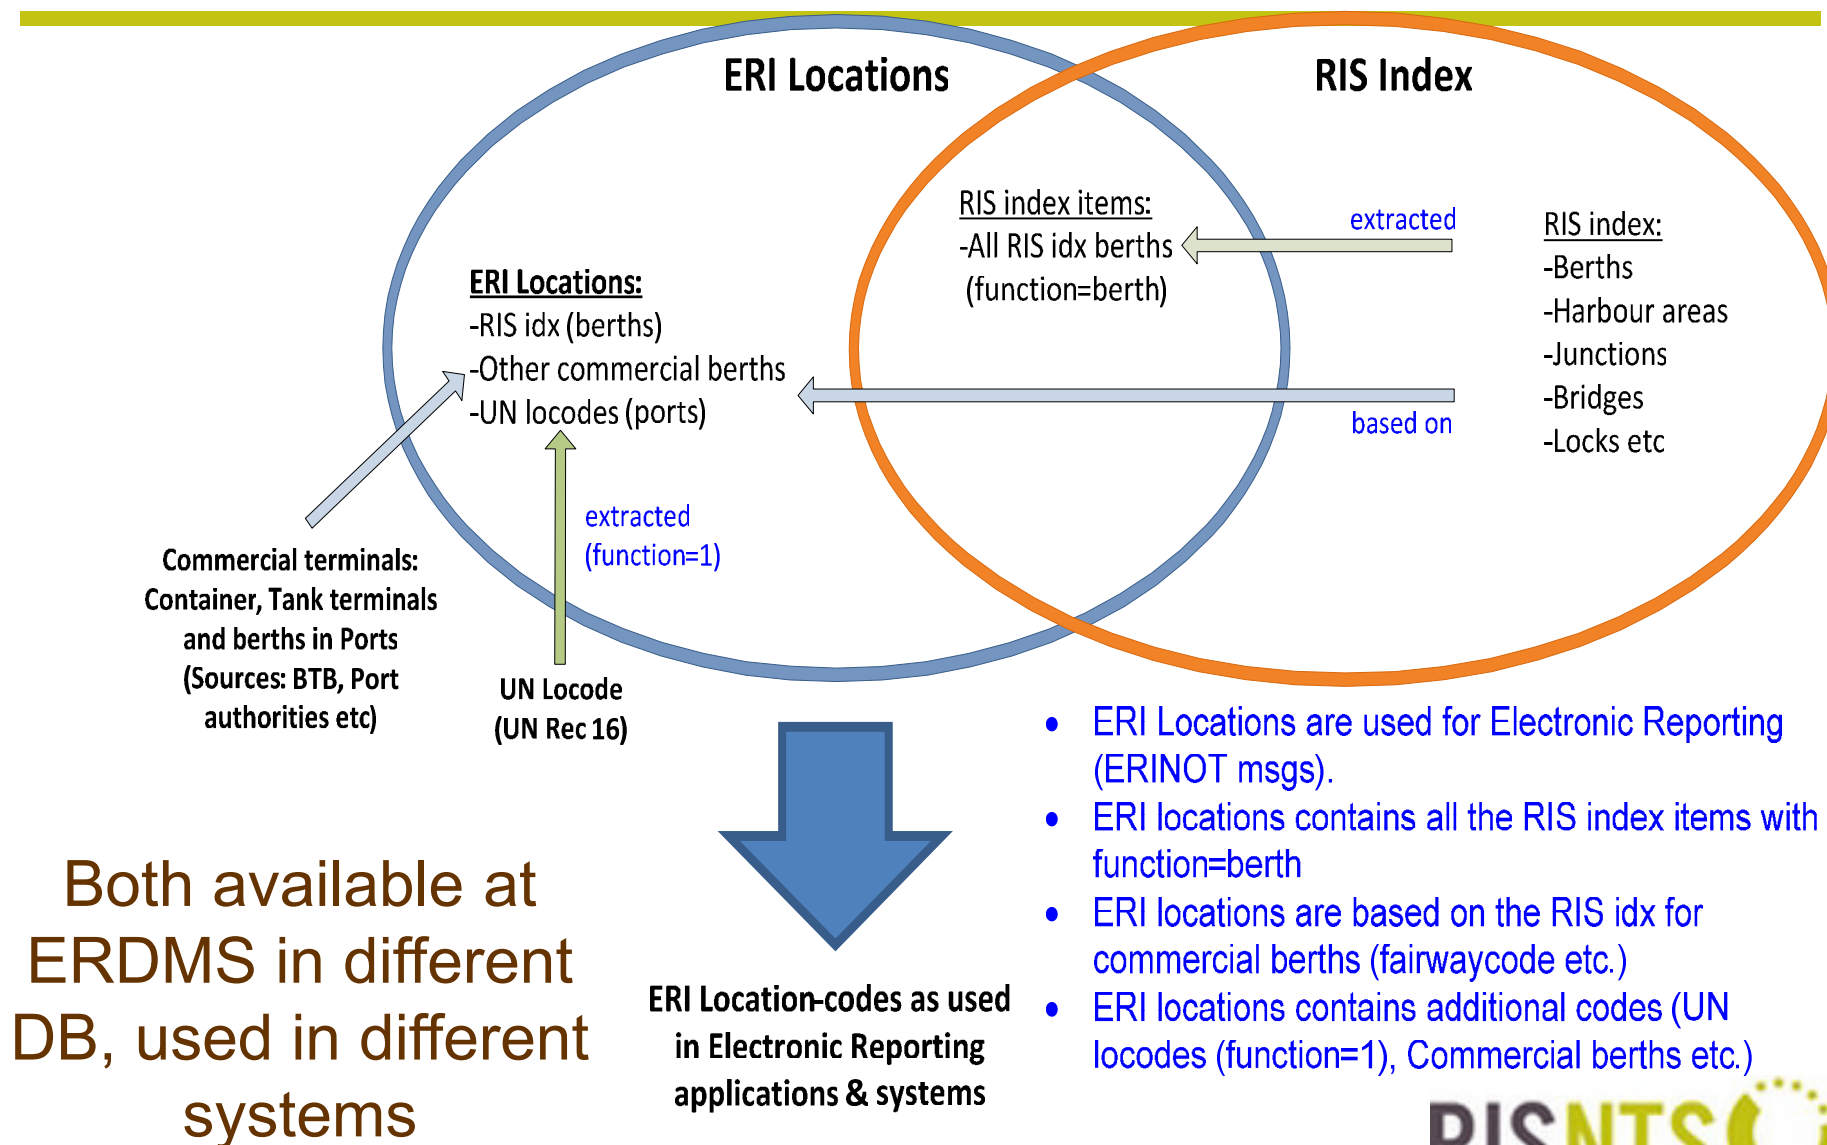 ERI Locations
RIS Index
RIS index items:
-All RIS idx berths
(function=berth)
extracted
RIS index:
-Berths
-Harbour areas
-Junctions
-Bridges
-Locks etc
ERI Locations:
-RIS idx (berths)
-Other commercial berths
-UN locodes (ports)
based on
extracted
(function=1)
Commercial terminals:
Container, Tank terminals
and berths in Ports
(Sources: BTB, Port
authorities etc)
UN Locode
(UN Rec 16)
• ERI Locations are used for Electronic Reporting
(ERINOT msgs).
• ERI locations contains all the RIS index items with
function=berth
• ERI locations are based on the RIS idx for
commercial berths (fairwaycode etc.)
• ERI locations contains additional codes (UN
locodes (function=1), Commercial berths etc.)
Both available at
ERDMS in different
DB, used in different
systems
ERI Location-codes as used
in Electronic Reporting
applications & systems
RISNTS